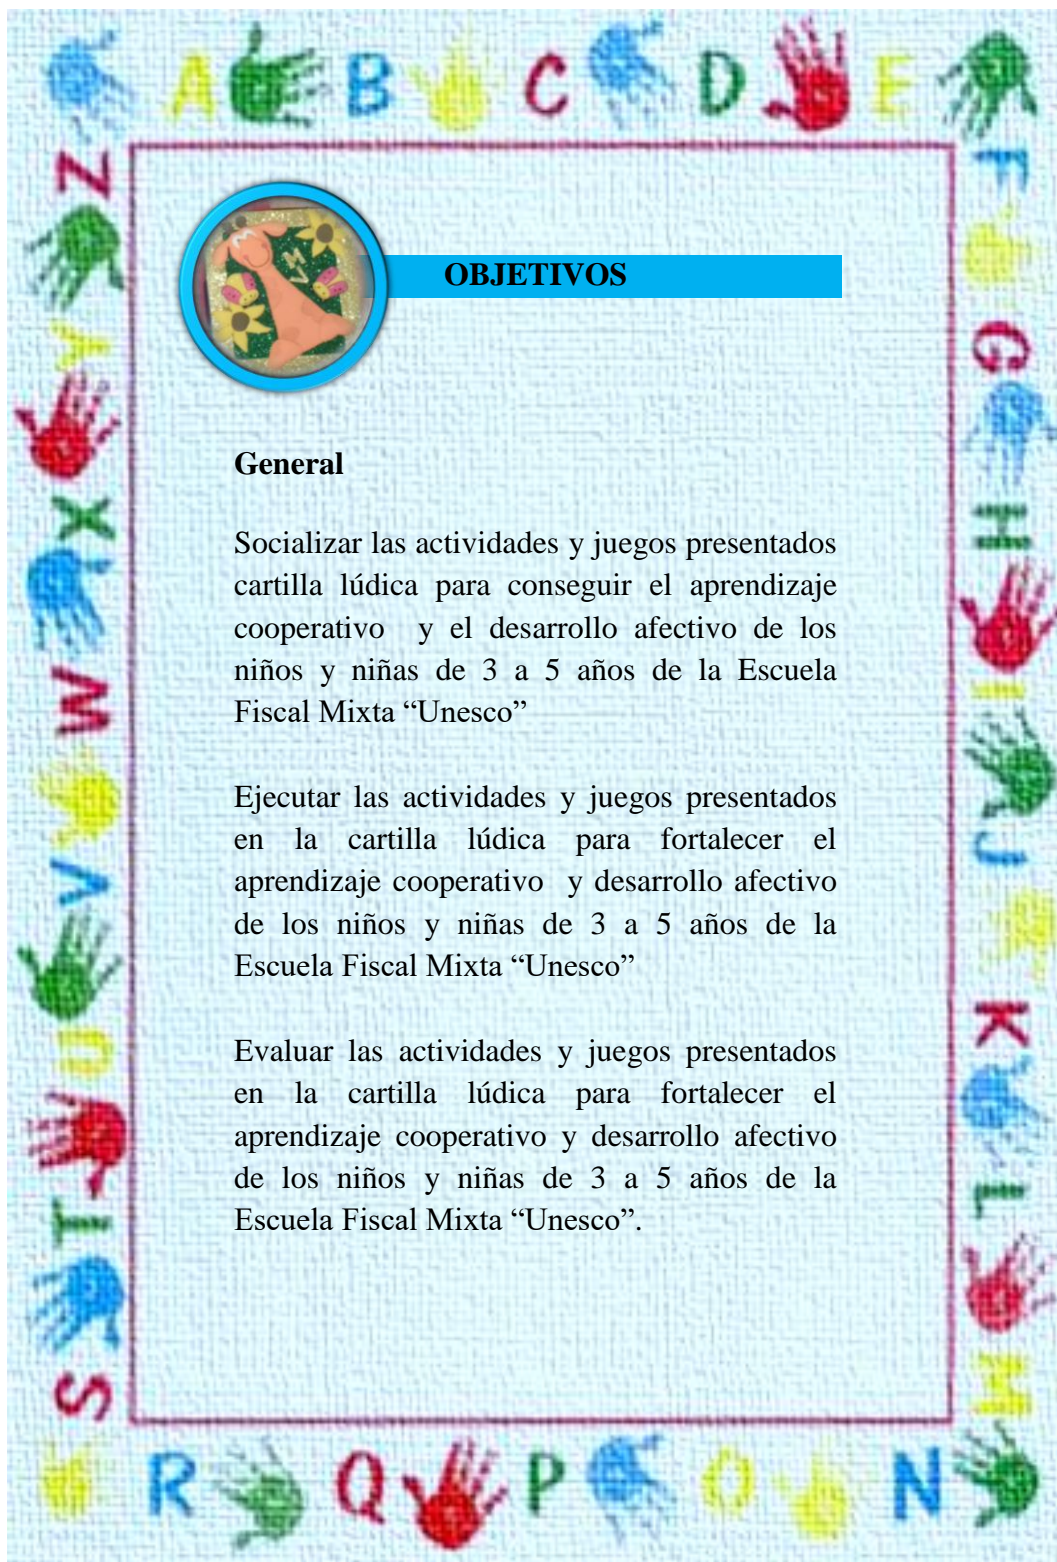 A B C D E
F
G
H
I
J
K
L
M
N
O
P
Q
R
S
T
U
V
W
X
Y
Z
OBJETIVOS
General
Socializar las actividades y juegos presentados
cartilla lúdica para conseguir el aprendizaje
cooperativo y el desarrollo afectivo de los
niños y niñas de 3 a 5 años de la Escuela
Fiscal Mixta “Unesco”
Ejecutar las actividades y juegos presentados
en la cartilla lúdica para fortalecer el
aprendizaje cooperativo y desarrollo afectivo
de los niños y niñas de 3 a 5 años de la
Escuela Fiscal Mixta “Unesco”
Evaluar las actividades y juegos presentados
en la cartilla lúdica para fortalecer el
aprendizaje cooperativo y desarrollo afectivo
de los niños y niñas de 3 a 5 años de la
Escuela Fiscal Mixta “Unesco”.